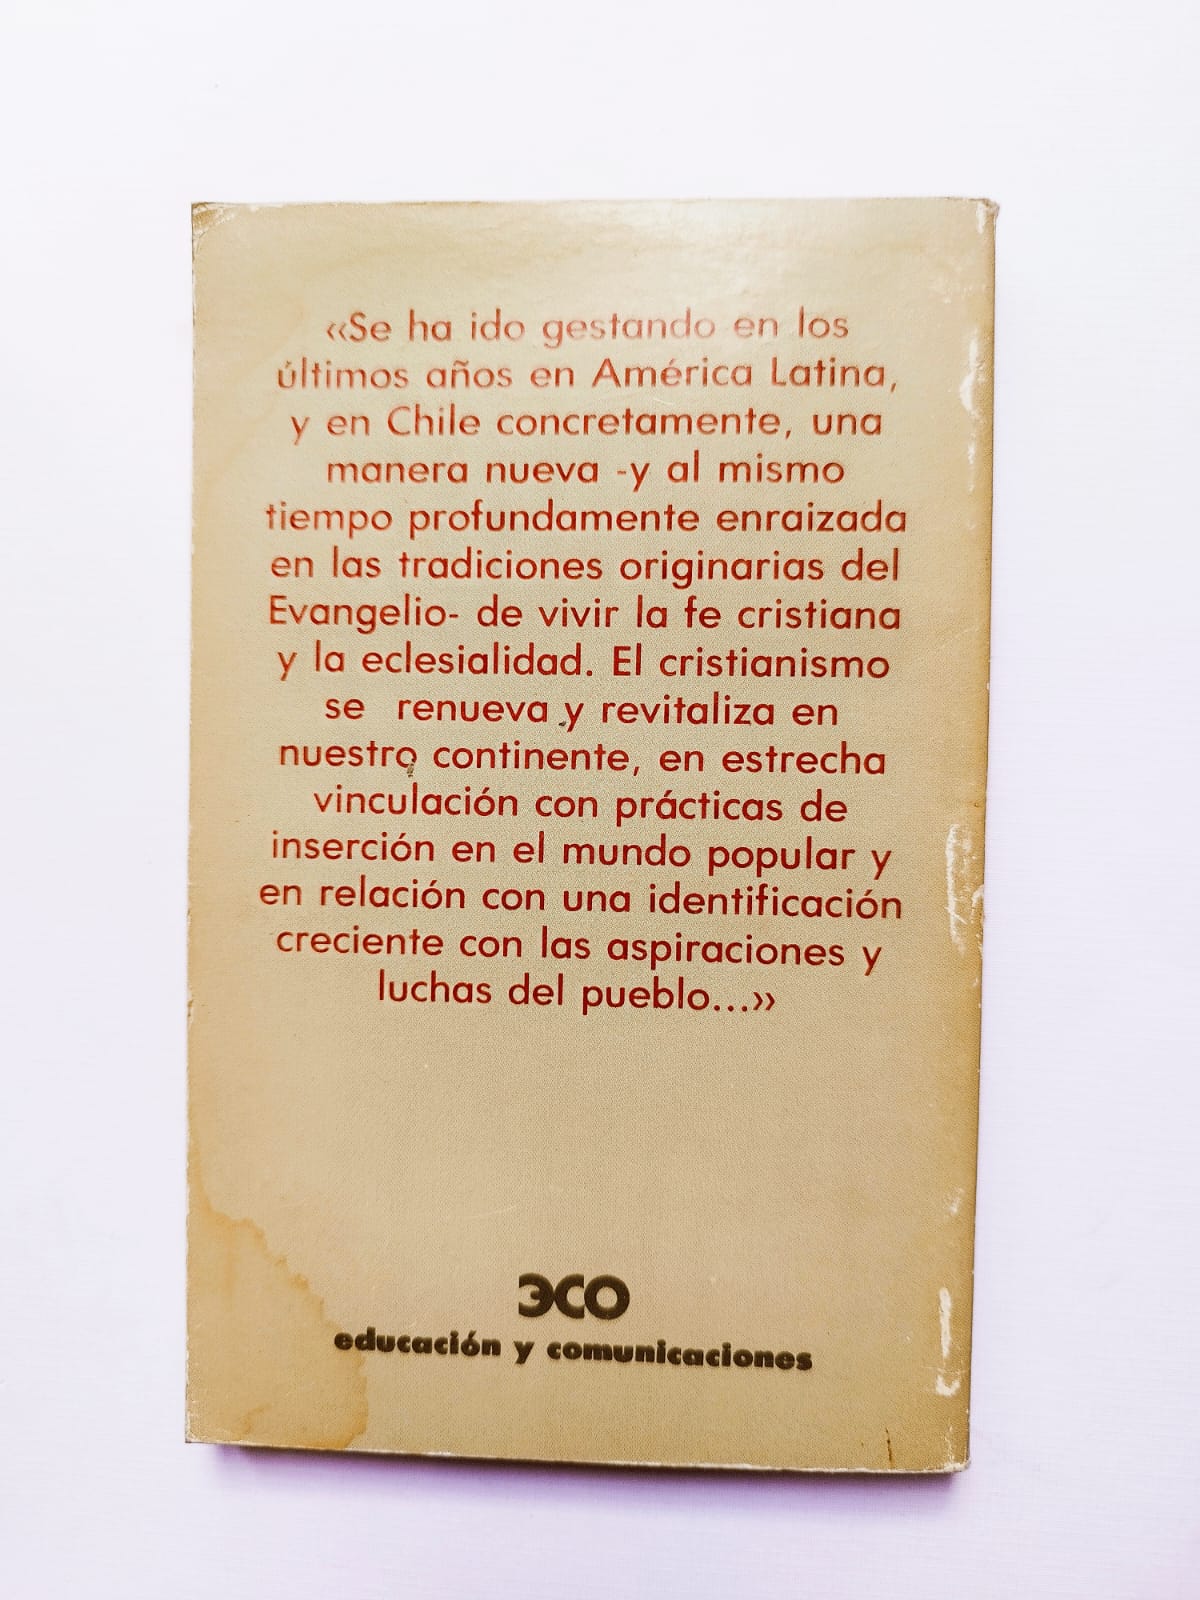 ‹‹Se ha ido gestando en los
últimos años en América Latina,
y en Chile concretamente, una
manera nueva -y al mismo
tiempo profundamente enraizada
en las tradiciones originarias del
Evangelio- de vivir la fe cristiana
y la eclesialidad. El cristianismo
se renueva y revitaliza en
nuestro continente, en estrecha
vinculación con prácticas de
inserción en el mundo popular y
en relación con una identificación
creciente con las aspiraciones y
luchas del pueblo...››
ECO
educación y comunicaciones